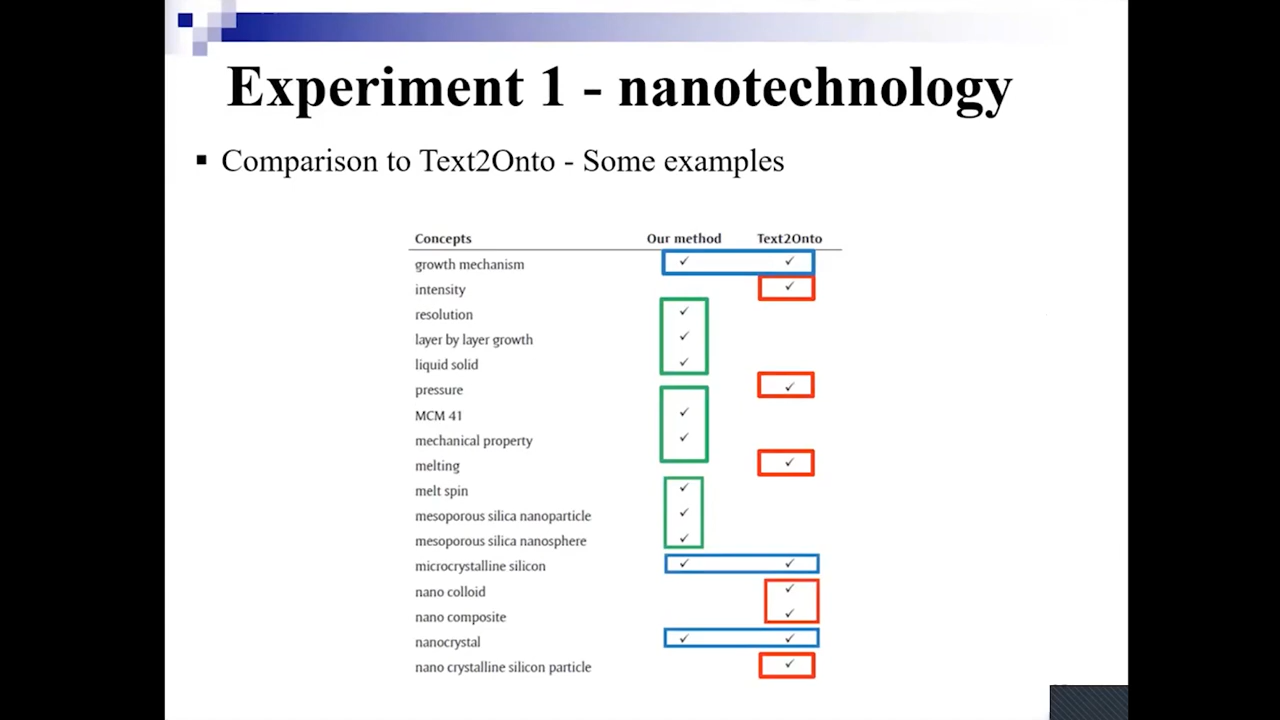 Experiment 1 - nanotechnology
▪ Comparison to Text2Onto - Some examples
Concepts Our method Text2Onto
growth mechanism ✓ ✓
intensity ✓
resolution ✓
layer by layer growth ✓
liquid solid ✓
pressure ✓
MCM 41 ✓
mechanical property ✓
melting ✓
melt spin ✓
mesoporous silica nanoparticle ✓
mesoporous silica nanosphere ✓
microcrystalline silicon ✓ ✓
nano colloid ✓
nano composite ✓
nanocrystal ✓ ✓
nano crystalline silicon particle ✓